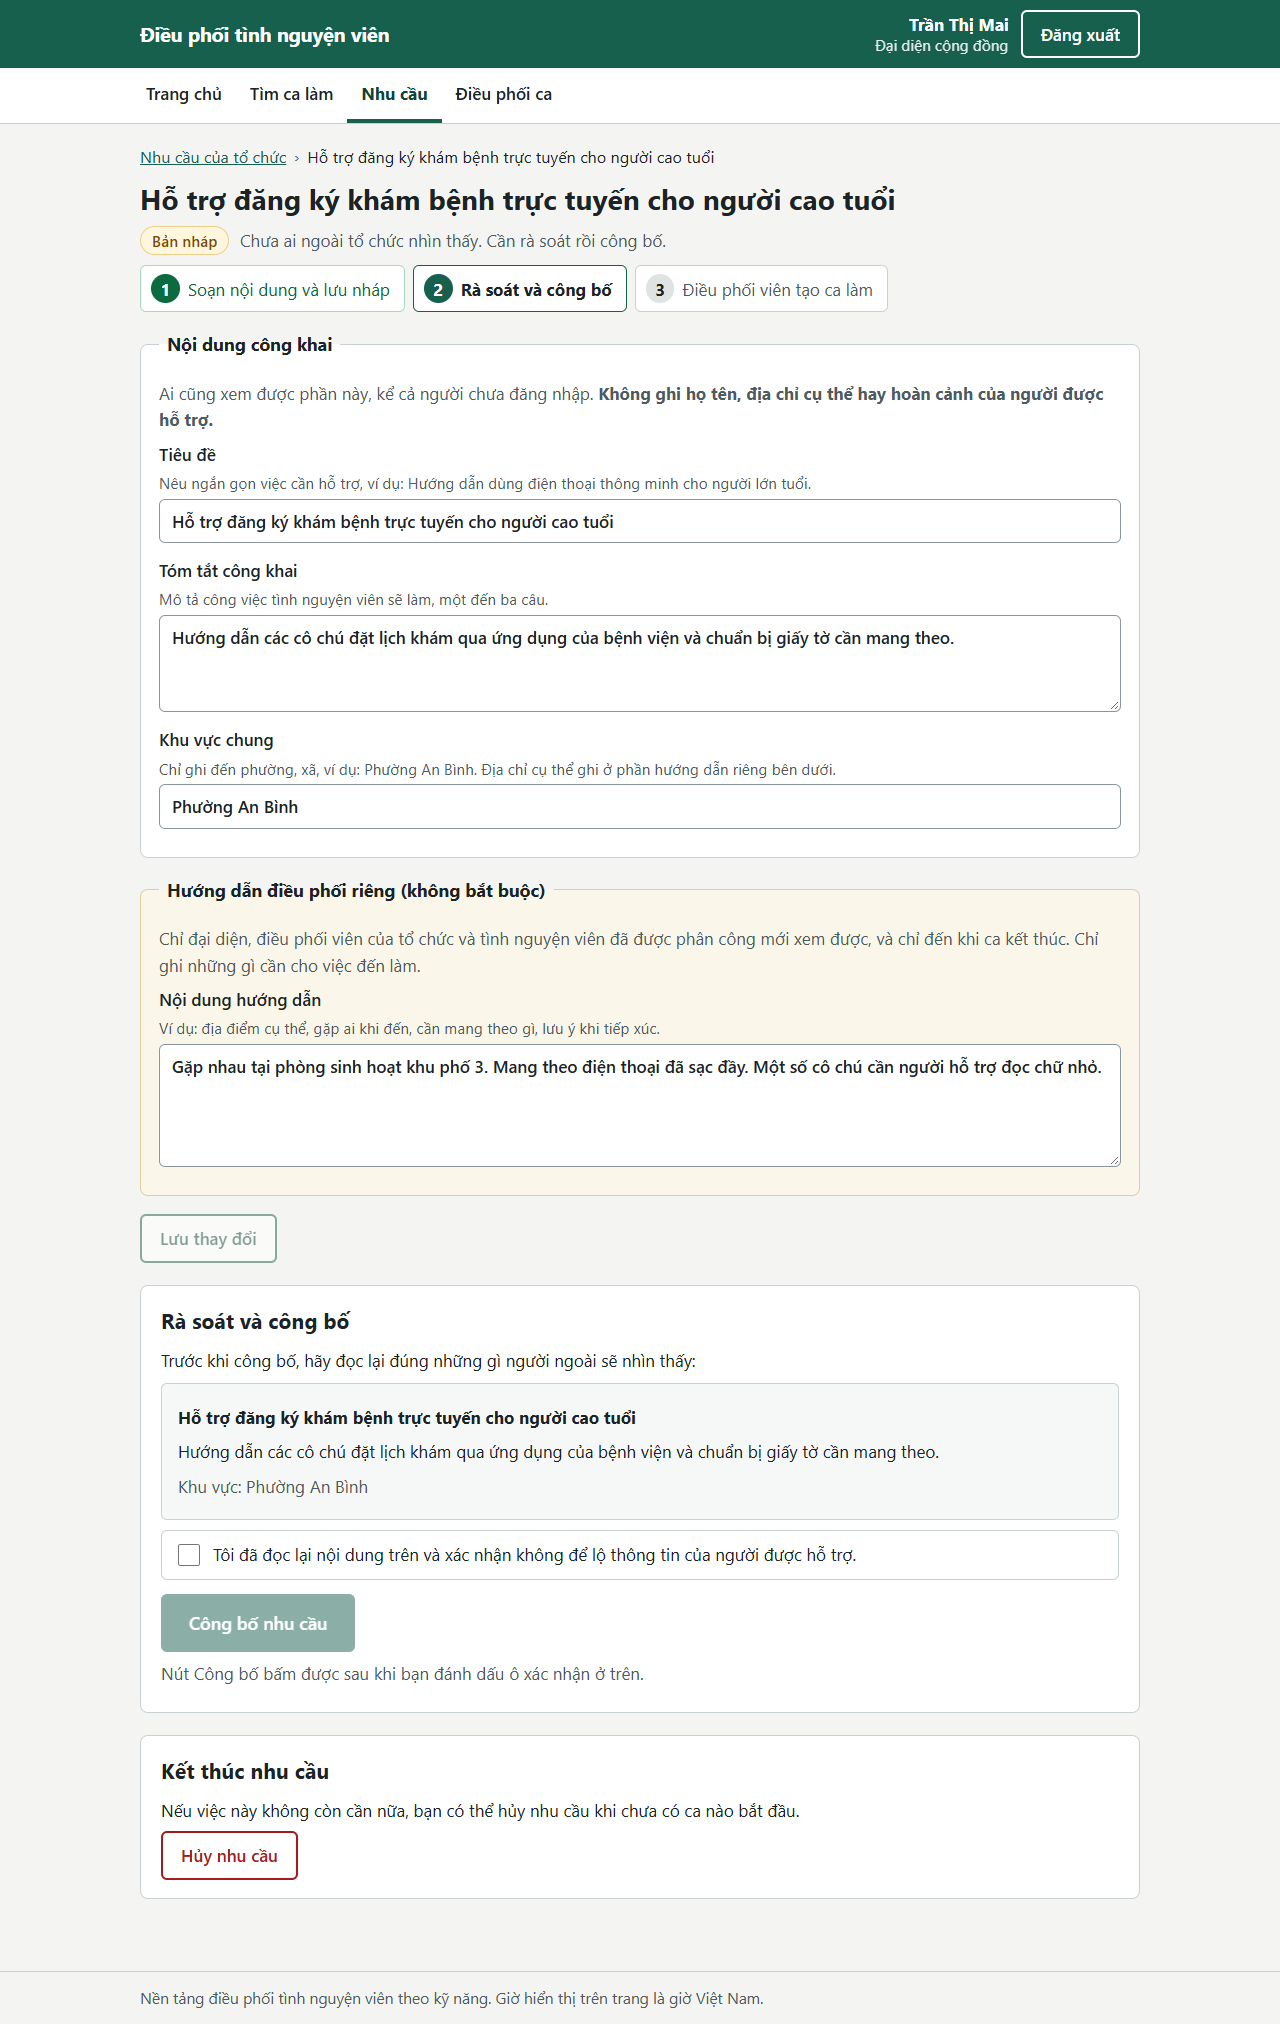 Điều phối tình nguyện viên
Trần Thị Mai
Đại diện cộng đồng
Đăng xuất
Trang chủ
Tìm ca làm
Nhu cầu
Điều phối ca
Nhu cầu của tổ chức › Hỗ trợ đăng ký khám bệnh trực tuyến cho người cao tuổi
Hỗ trợ đăng ký khám bệnh trực tuyến cho người cao tuổi
Bản nháp Chưa ai ngoài tổ chức nhìn thấy. Cần rà soát rồi công bố.
1 Soạn nội dung và lưu nháp
2 Rà soát và công bố
3 Điều phối viên tạo ca làm
Nội dung công khai
Ai cũng xem được phần này, kể cả người chưa đăng nhập. Không ghi họ tên, địa chỉ cụ thể hay hoàn cảnh của người được
hỗ trợ.
Tiêu đề
Nêu ngắn gọn việc cần hỗ trợ, ví dụ: Hướng dẫn dùng điện thoại thông minh cho người lớn tuổi.
Hỗ trợ đăng ký khám bệnh trực tuyến cho người cao tuổi
Tóm tắt công khai
Mô tả công việc tình nguyện viên sẽ làm, một đến ba câu.
Hướng dẫn các cô chú đặt lịch khám qua ứng dụng của bệnh viện và chuẩn bị giấy tờ cần mang theo.
Khu vực chung
Chỉ ghi đến phường, xã, ví dụ: Phường An Bình. Địa chỉ cụ thể ghi ở phần hướng dẫn riêng bên dưới.
Phường An Bình
Hướng dẫn điều phối riêng (không bắt buộc)
Chỉ đại diện, điều phối viên của tổ chức và tình nguyện viên đã được phân công mới xem được, và chỉ đến khi ca kết thúc. Chỉ
ghi những gì cần cho việc đến làm.
Nội dung hướng dẫn
Ví dụ: địa điểm cụ thể, gặp ai khi đến, cần mang theo gì, lưu ý khi tiếp xúc.
Gặp nhau tại phòng sinh hoạt khu phố 3. Mang theo điện thoại đã sạc đầy. Một số cô chú cần người hỗ trợ đọc chữ nhỏ.
Lưu thay đổi
Rà soát và công bố
Trước khi công bố, hãy đọc lại đúng những gì người ngoài sẽ nhìn thấy:
Hỗ trợ đăng ký khám bệnh trực tuyến cho người cao tuổi
Hướng dẫn các cô chú đặt lịch khám qua ứng dụng của bệnh viện và chuẩn bị giấy tờ cần mang theo.
Khu vực: Phường An Bình
Tôi đã đọc lại nội dung trên và xác nhận không để lộ thông tin của người được hỗ trợ.
Công bố nhu cầu
Nút Công bố bấm được sau khi bạn đánh dấu ô xác nhận ở trên.
Kết thúc nhu cầu
Nếu việc này không còn cần nữa, bạn có thể hủy nhu cầu khi chưa có ca nào bắt đầu.
Hủy nhu cầu
Nền tảng điều phối tình nguyện viên theo kỹ năng. Giờ hiển thị trên trang là giờ Việt Nam.